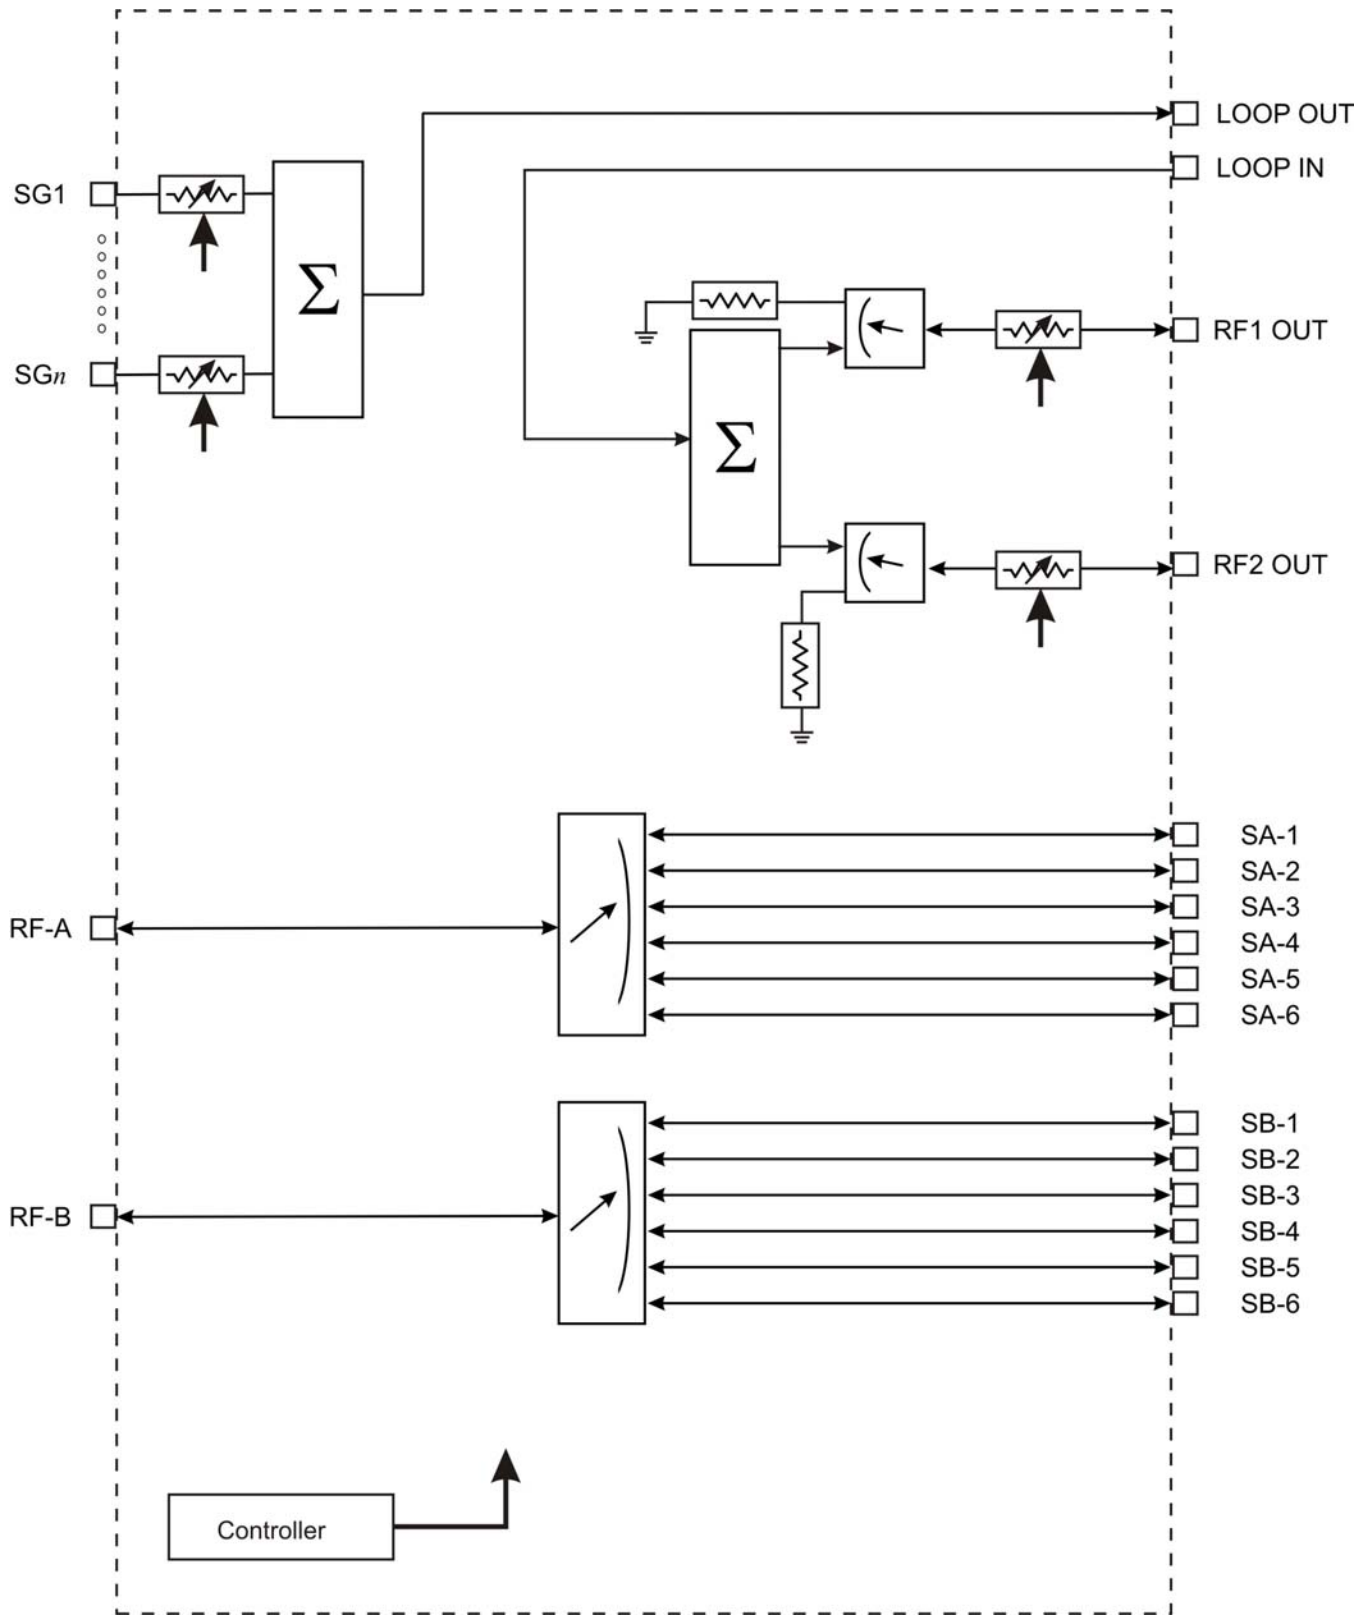 LOOP OUT
LOOP IN
SG1
Σ
RF1 OUT
SGn
Σ
RF2 OUT
SA-1
SA-2
SA-3
RF-A
SA-4
SA-5
SA-6
SB-1
SB-2
SB-3
RF-B
SB-4
SB-5
SB-6
Controller